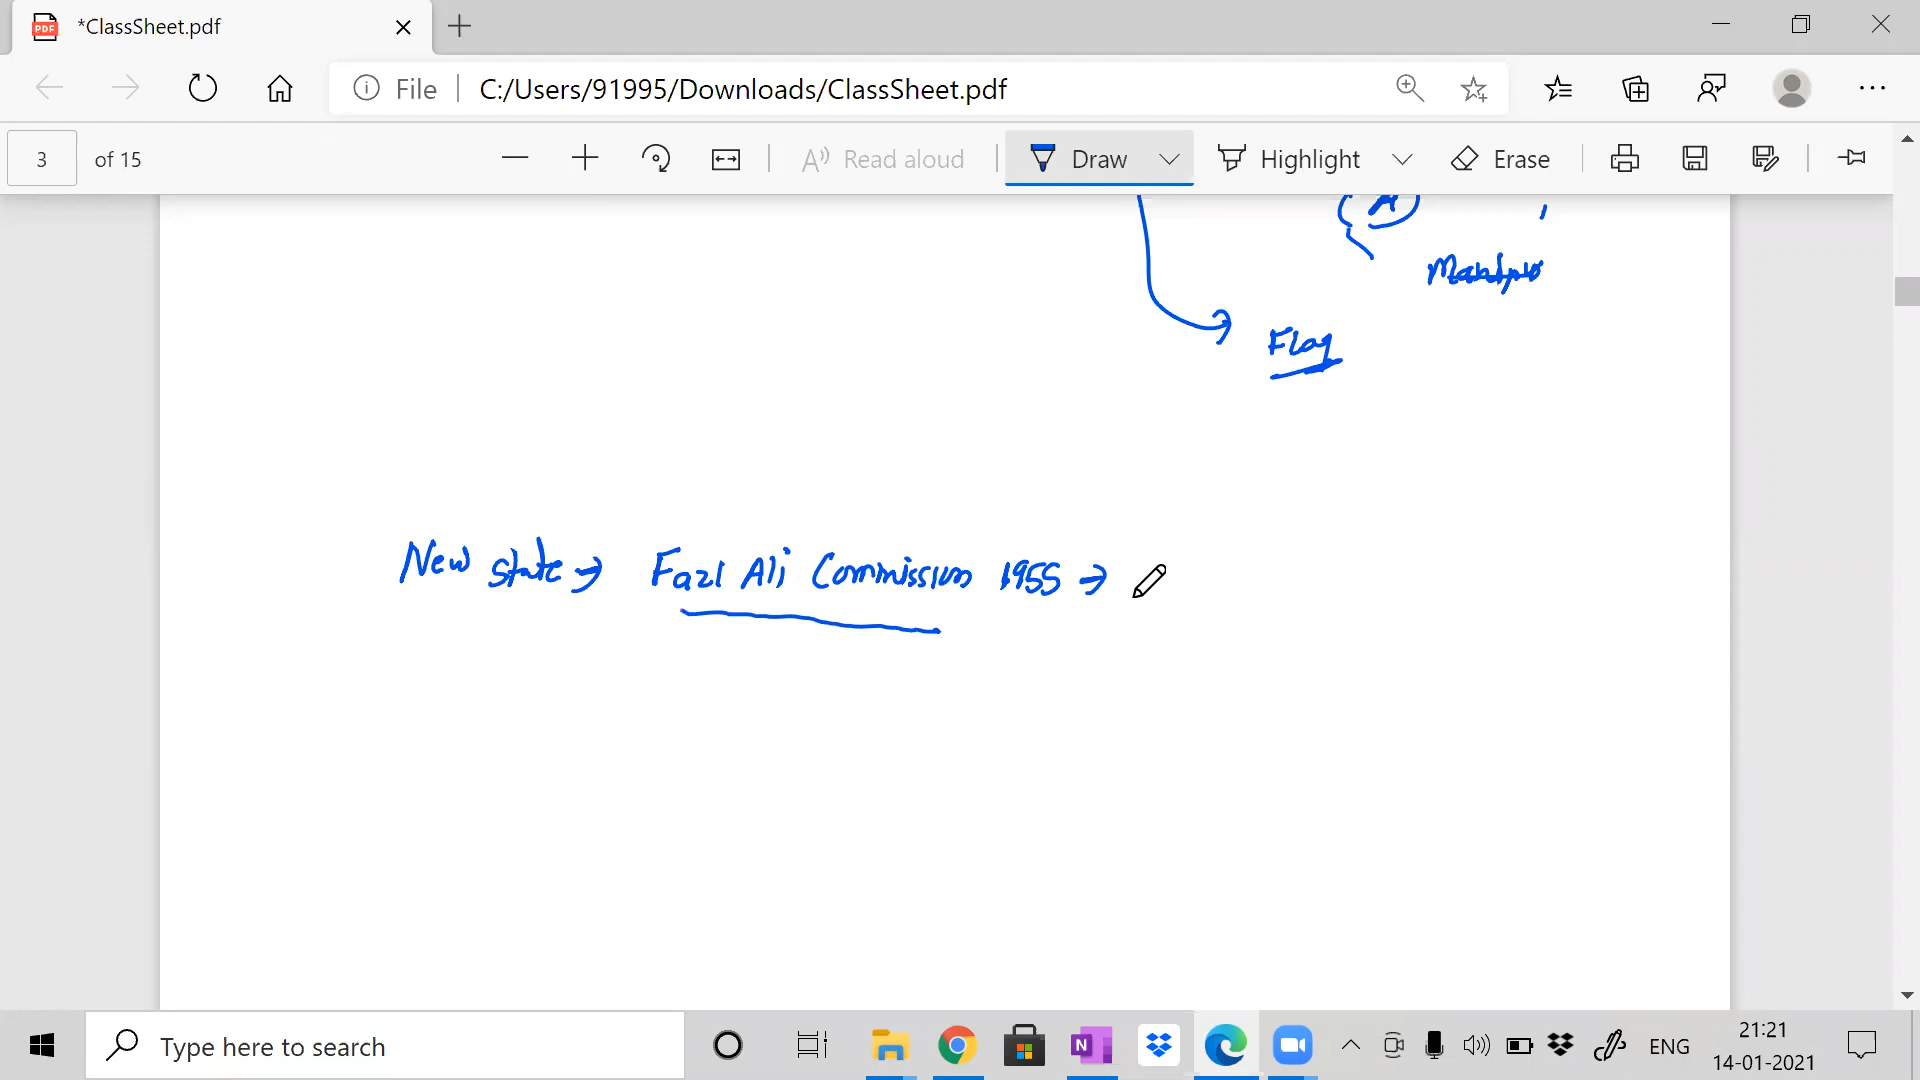 *ClassSheet.pdf
File
C:/Users/91995/Downloads/ClassSheet.pdf
3 of 15
Read aloud
Draw
Highlight
Erase
A
Manipur
Flag
New state → Fazl Ali Commission 1955 →
Type here to search
ENG
21:21
14-01-2021